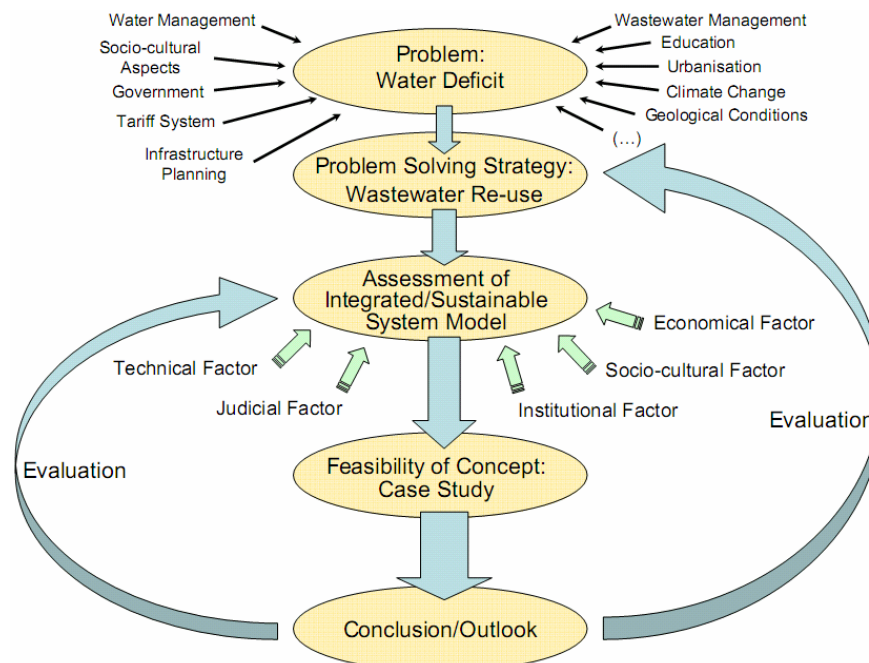 Water Management
Socio-cultural
Aspects
Government
Tariff System
Infrastructure
Planning
Problem:
Water Deficit
Wastewater Management
Education
Urbanisation
Climate Change
Geological Conditions
(...)
Problem Solving Strategy:
Wastewater Re-use
Assessment of
Integrated/Sustainable
System Model
Technical Factor
Judicial Factor
Economical Factor
Socio-cultural Factor
Institutional Factor
Evaluation
Evaluation
Feasibility of Concept:
Case Study
Conclusion/Outlook